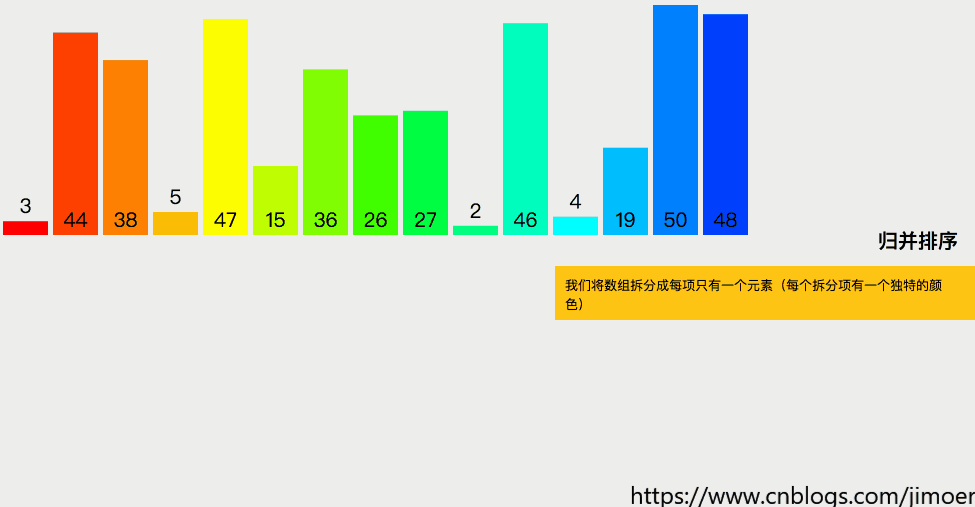 3 44 38 5 47 15 36 26 27 2 46 4 19 50 48
归并排序
我们将数组拆分成每项只有一个元素（每个拆分项有一个独特的颜
色）
https://www.cnblogs.com/jimoer